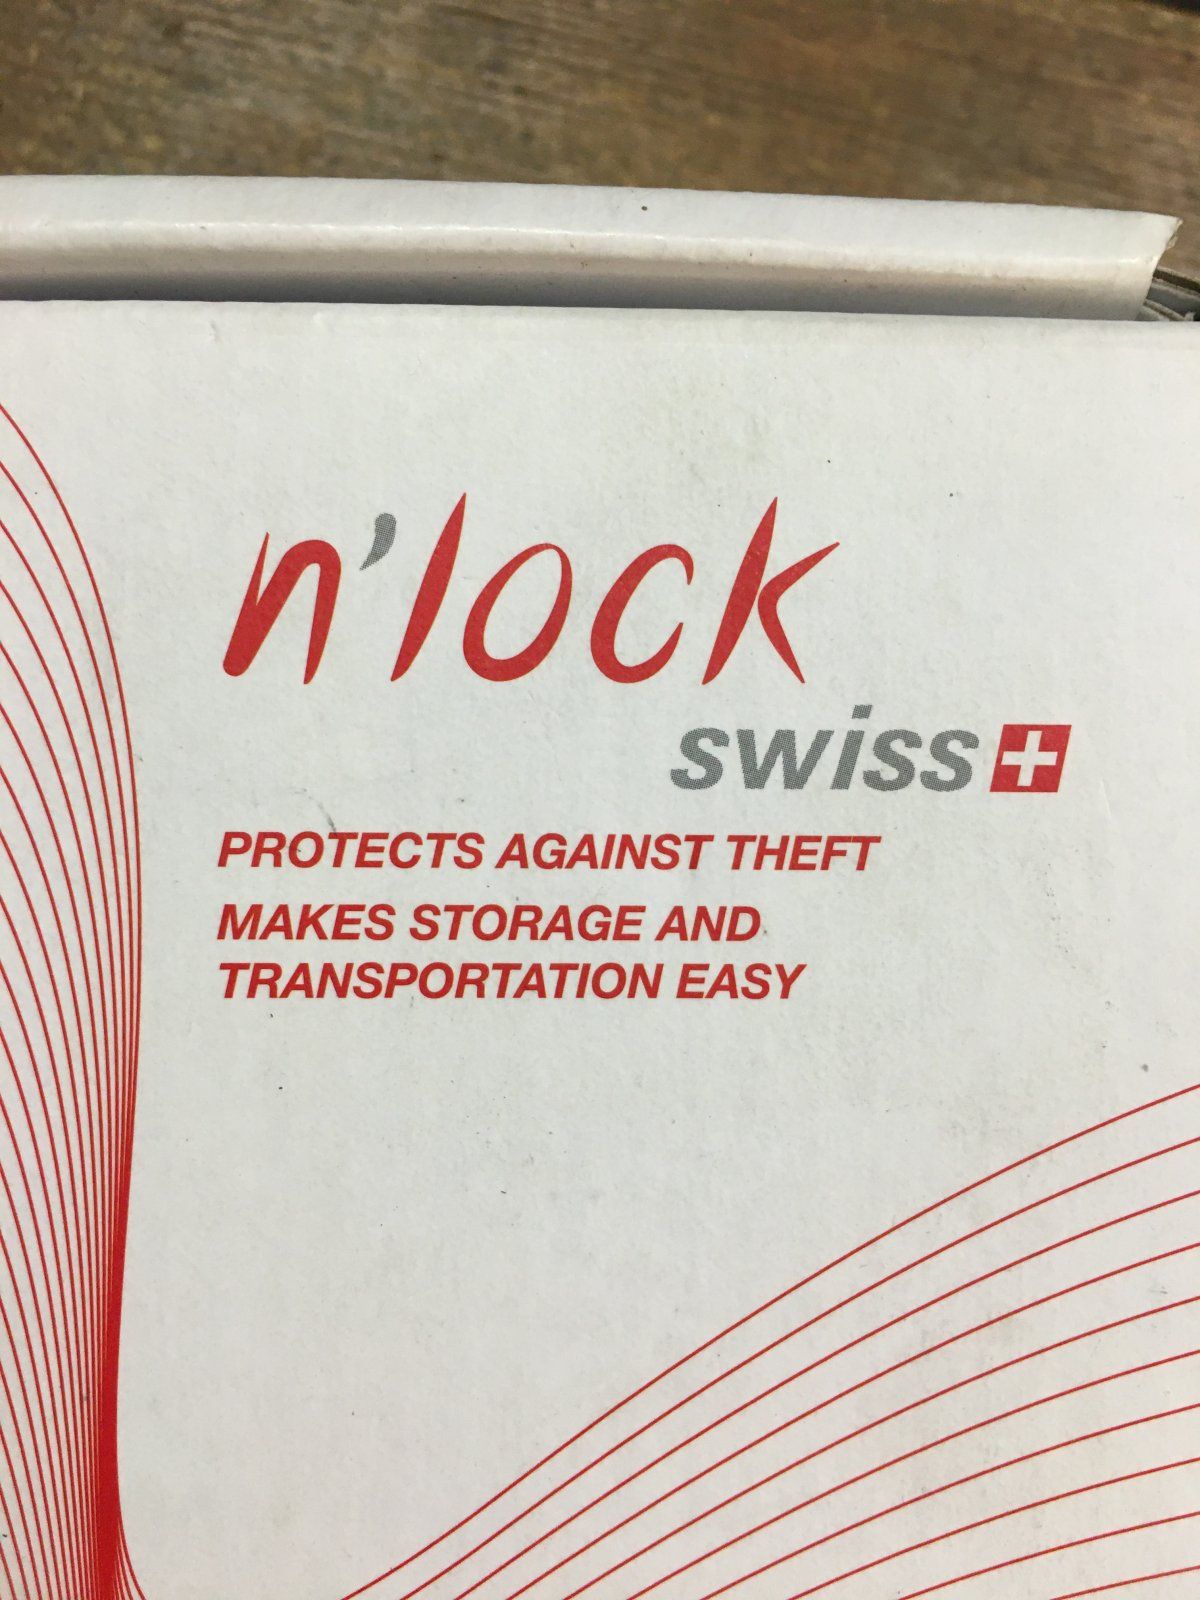 n'lock
swiss
PROTECTS AGAINST THEFT
MAKES STORAGE AND
TRANSPORTATION EASY